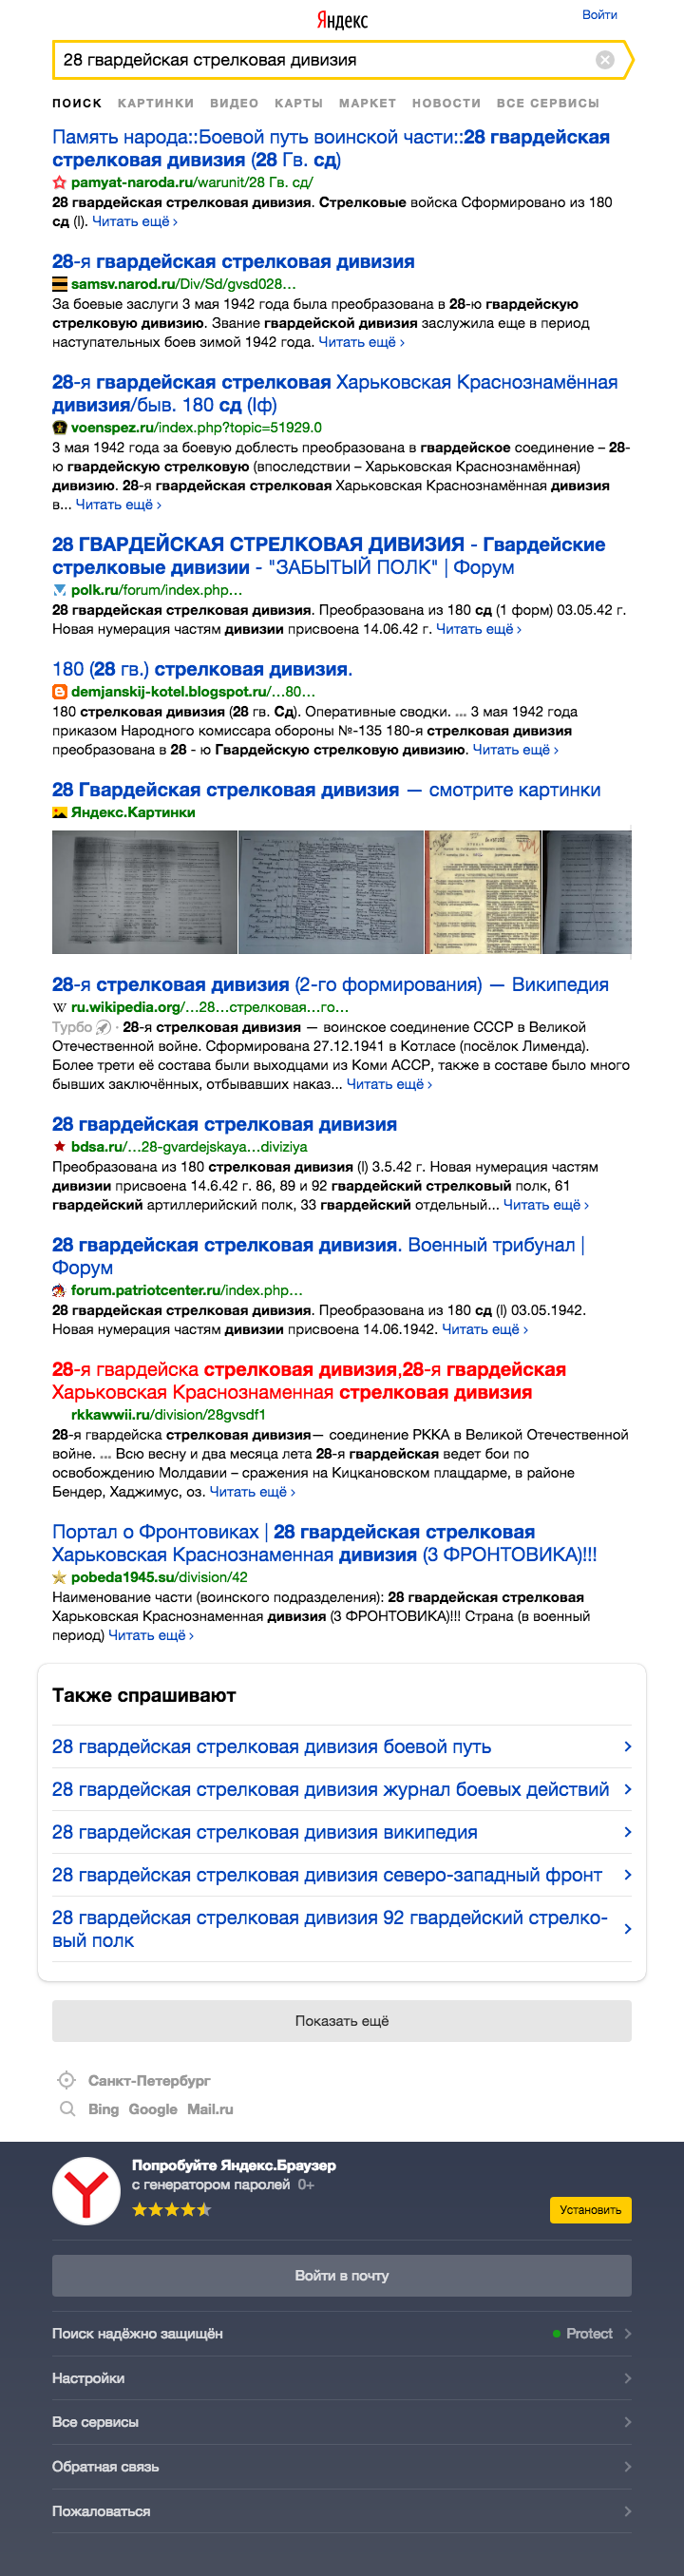 Яндекс
Войти
28 гвардейская стрелковая дивизия
ПОИСК КАРТИНКИ ВИДЕО КАРТЫ МАРКЕТ НОВОСТИ ВСЕ СЕРВИСЫ
Память народа::Боевой путь воинской части::28 гвардейская
стрелковая дивизия (28 Гв. сд)
pamyat-naroda.ru/warunit/28 Гв. сд/
28 гвардейская стрелковая дивизия. Стрелковые войска Сформировано из 180
сд (I). Читать ещё ›
28-я гвардейская стрелковая дивизия
samsv.narod.ru/Div/Sd/gvsd028…
За боевые заслуги 3 мая 1942 года была преобразована в 28-ю гвардейскую
стрелковую дивизию. Звание гвардейской дивизия заслужила еще в период
наступательных боев зимой 1942 года. Читать ещё ›
28-я гвардейская стрелковая Харьковская Краснознамённая
дивизия/быв. 180 сд (Iф)
voenspez.ru/index.php?topic=51929.0
3 мая 1942 года за боевую доблесть преобразована в гвардейское соединение – 28-
ю гвардейскую стрелковую (впоследствии – Харьковская Краснознамённая)
дивизию. 28-я гвардейская стрелковая Харьковская Краснознамённая дивизия
в... Читать ещё ›
28 ГВАРДЕЙСКАЯ СТРЕЛКОВАЯ ДИВИЗИЯ - Гвардейские
стрелковые дивизии - "ЗАБЫТЫЙ ПОЛК" | Форум
polk.ru/forum/index.php…
28 гвардейская стрелковая дивизия. Преобразована из 180 сд (1 форм) 03.05.42 г.
Новая нумерация частям дивизии присвоена 14.06.42 г. Читать ещё ›
180 (28 гв.) стрелковая дивизия.
demjanskij-kotel.blogspot.ru/…80…
180 стрелковая дивизия (28 гв. Сд). Оперативные сводки. ... 3 мая 1942 года
приказом Народного комиссара обороны №-135 180-я стрелковая дивизия
преобразована в 28 - ю Гвардейскую стрелковую дивизию. Читать ещё ›
28 Гвардейская стрелковая дивизия — смотрите картинки
Яндекс.Картинки
28-я стрелковая дивизия (2-го формирования) — Википедия
W ru.wikipedia.org/…28…стрелковая…го…
Турбо · 28-я стрелковая дивизия — воинское соединение СССР в Великой
Отечественной войне. Сформирована 27.12.1941 в Котласе (посёлок Лименда).
Более трети её состава были выходцами из Коми АССР, также в составе было много
бывших заключённых, отбывавших наказ... Читать ещё ›
28 гвардейская стрелковая дивизия
bdsa.ru/…28-gvardejskaya…diviziya
Преобразована из 180 стрелковая дивизия (I) 3.5.42 г. Новая нумерация частям
дивизии присвоена 14.6.42 г. 86, 89 и 92 гвардейский стрелковый полк, 61
гвардейский артиллерийский полк, 33 гвардейский отдельный... Читать ещё ›
28 гвардейская стрелковая дивизия. Военный трибунал |
Форум
forum.patriotcenter.ru/index.php…
28 гвардейская стрелковая дивизия. Преобразована из 180 сд (I) 03.05.1942.
Новая нумерация частям дивизии присвоена 14.06.1942. Читать ещё ›
28-я гвардейска стрелковая дивизия,28-я гвардейская
Харьковская Краснознаменная стрелковая дивизия
rkkawwii.ru/division/28gvsdf1
28-я гвардейска стрелковая дивизия— соединение РККА в Великой Отечественной
войне. ... Всю весну и два месяца лета 28-я гвардейская ведет бои по
освобождению Молдавии – сражения на Кицкановском плацдарме, в районе
Бендер, Хаджимус, оз. Читать ещё ›
Портал о Фронтовиках | 28 гвардейская стрелковая
Харьковская Краснознаменная дивизия (3 ФРОНТОВИКА)!!!
pobeda1945.su/division/42
Наименование части (воинского подразделения): 28 гвардейская стрелковая
Харьковская Краснознаменная дивизия (3 ФРОНТОВИКА)!!! Страна (в военный
период) Читать ещё ›
Также спрашивают
28 гвардейская стрелковая дивизия боевой путь
28 гвардейская стрелковая дивизия журнал боевых действий
28 гвардейская стрелковая дивизия википедия
28 гвардейская стрелковая дивизия северо-западный фронт
28 гвардейская стрелковая дивизия 92 гвардейский стрелко-
вый полк
Показать ещё
Санкт-Петербург
Bing Google Mail.ru
Попробуйте Яндекс.Браузер
с генератором паролей 0+
Установить
Войти в почту
Поиск надёжно защищён
Protect
Настройки
Все сервисы
Обратная связь
Пожаловаться